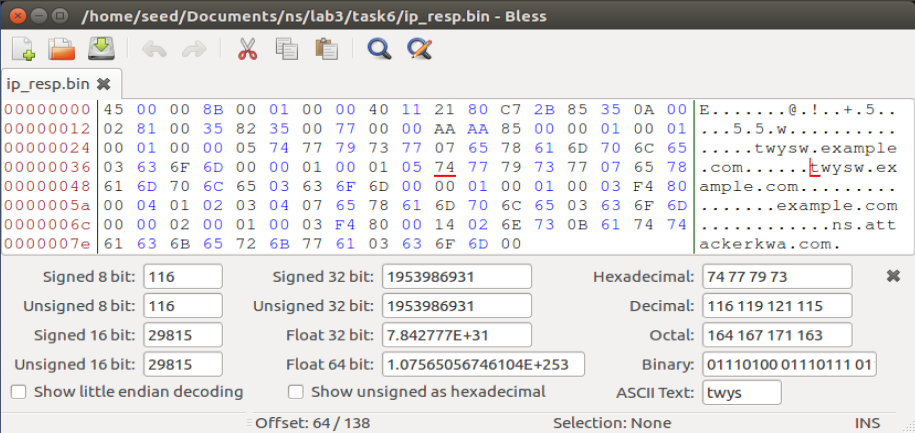 /home/seed/Documents/ns/lab3/task6/ip_resp.bin - Bless
ip_resp.bin
00000000 45 00 00 8B 00 01 00 00 40 11 21 80 C7 2B 85 35 0A 00 E.......@.!..+.5..
00000012 02 81 00 35 82 35 00 77 00 00 AA AA 85 00 00 01 00 01 ...5.5.w..........
00000024 00 01 00 00 05 74 77 79 73 77 07 65 78 61 6D 70 6C 65 .....twysw.example
00000036 03 63 6F 6D 00 00 01 00 01 05 74 77 79 73 77 07 65 78 .com......twysw.ex
00000048 61 6D 70 6C 65 03 63 6F 6D 00 00 01 00 01 00 03 F4 80 ample.com.........
0000005a 00 04 01 02 03 04 07 65 78 61 6D 70 6C 65 03 63 6F 6D .......example.com
0000006c 00 00 02 00 01 00 03 F4 80 00 14 02 6E 73 0B 61 74 74 ............ns.att
0000007e 61 63 6B 65 72 6B 77 61 03 63 6F 6D 00 ackerkwa.com.
Signed 8 bit: 116 Signed 32 bit: 1953986931 Hexadecimal: 74 77 79 73
Unsigned 8 bit: 116 Unsigned 32 bit: 1953986931 Decimal: 116 119 121 115
Signed 16 bit: 29815 Float 32 bit: 7.842777E+31 Octal: 164 167 171 163
Unsigned 16 bit: 29815 Float 64 bit: 1.07565056746104E+253 Binary: 01110100 01110111 01
Show little endian decoding Show unsigned as hexadecimal ASCII Text: twys
Offset: 64 / 138 Selection: None INS